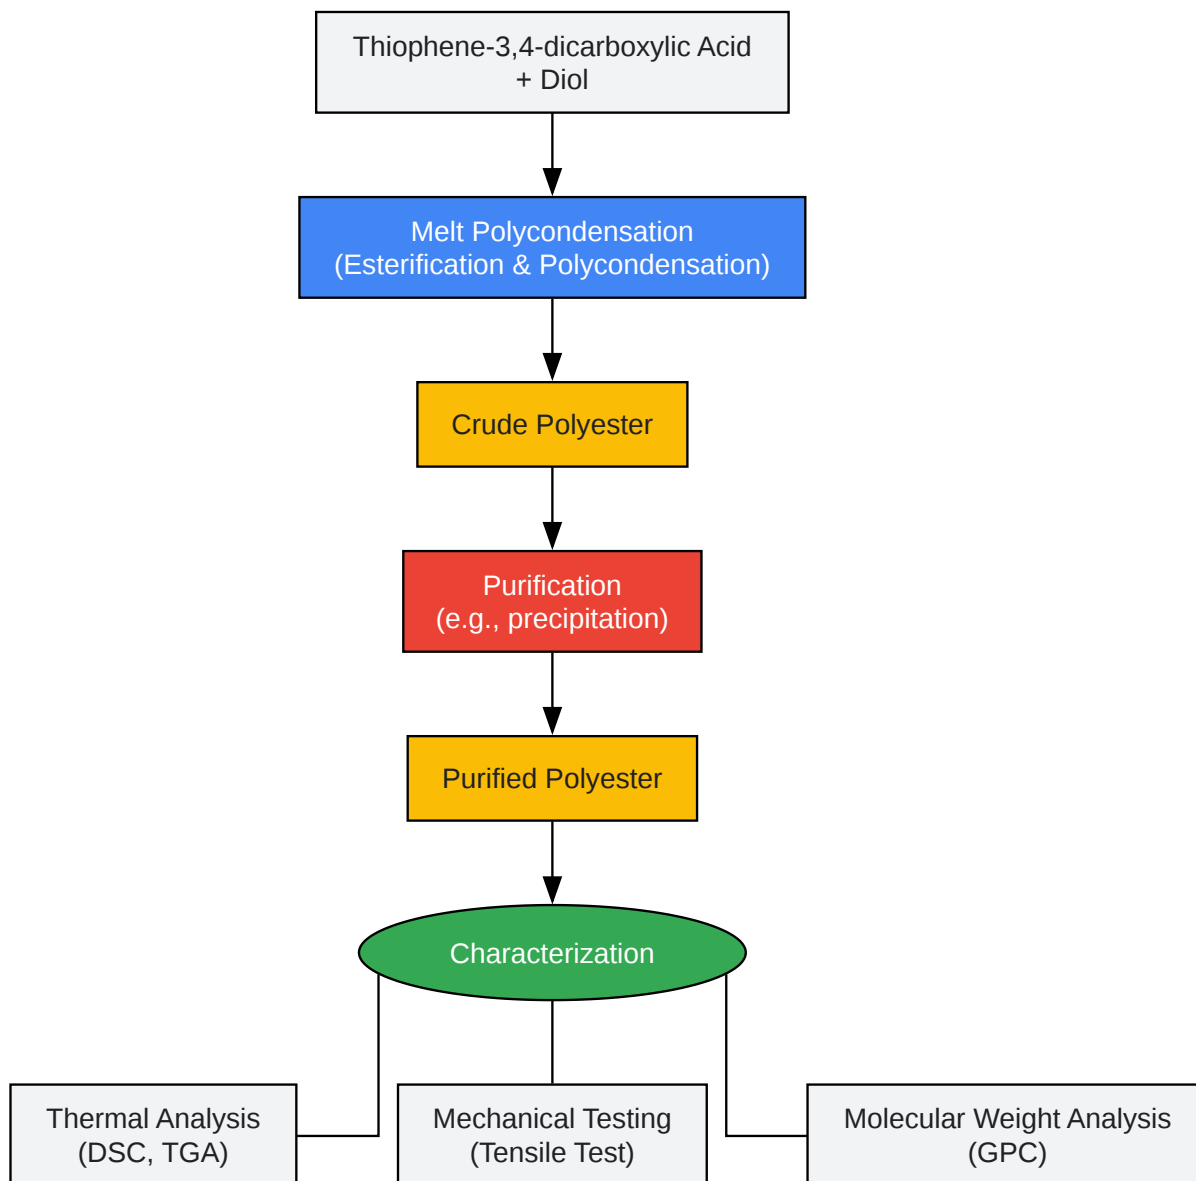 Thiophene-3,4-dicarboxylic Acid
+ Diol
Melt Polycondensation
(Esterification & Polycondensation)
Crude Polyester
Purification
(e.g., precipitation)
Purified Polyester
Characterization
Thermal Analysis
(DSC, TGA)
Mechanical Testing
(Tensile Test)
Molecular Weight Analysis
(GPC)